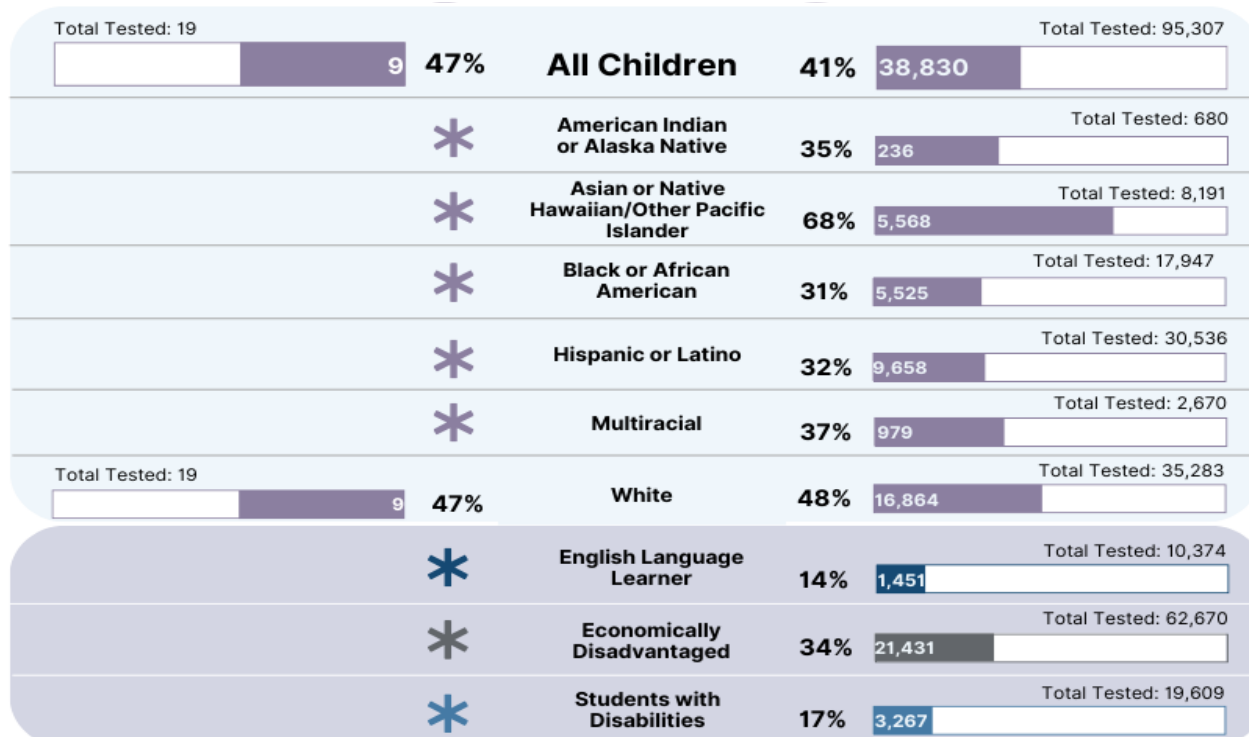 Total Tested: 19
Total Tested: 95,307
9 47% All Children 41% 38,830
Total Tested: 680
American Indian
or Alaska Native
35% 236
Total Tested: 8,191
Asian or Native
Hawaiian/Other Pacific
Islander
68% 5,568
Total Tested: 17,947
Black or African
American
31% 5,525
Total Tested: 30,536
Hispanic or Latino
32% 9,658
Total Tested: 2,670
Multiracial
37% 979
Total Tested: 19
Total Tested: 35,283
9 47% White 48% 16,864
Total Tested: 10,374
English Language
Learner
14% 1,451
Total Tested: 62,670
Economically
Disadvantaged
34% 21,431
Total Tested: 19,609
Students with
Disabilities
17% 3,267